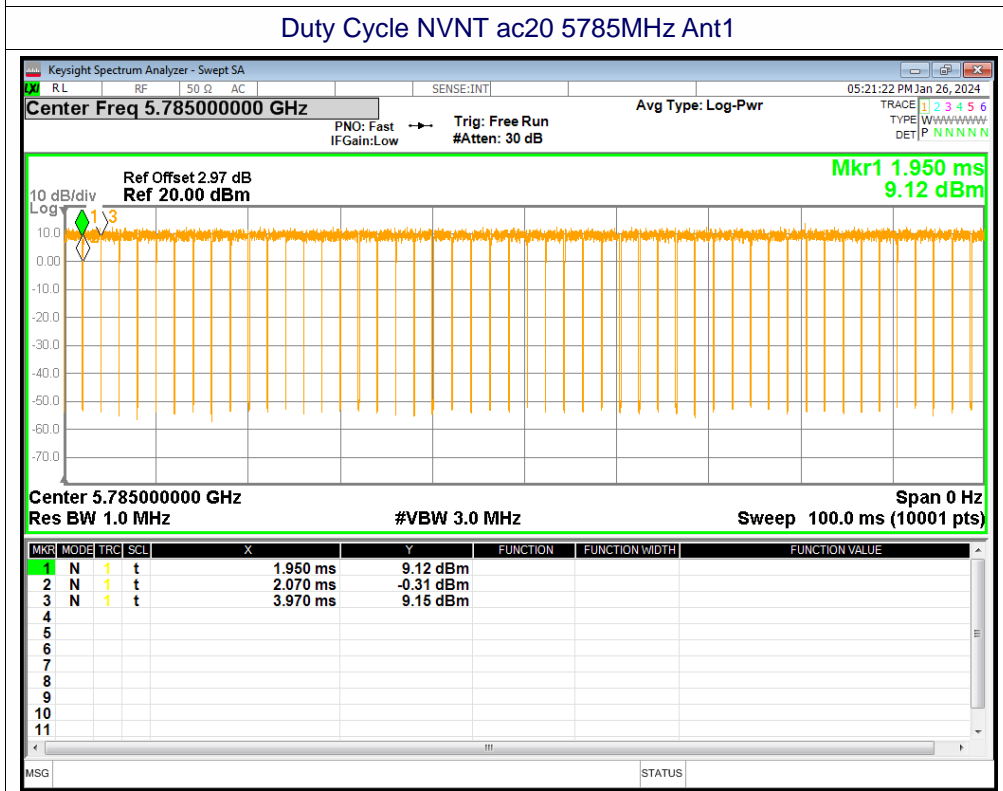 Duty Cycle NVNT ac20 5785MHz Ant1
Keysight Spectrum Analyzer - Swept SA
LXI RL RF 50 Ω AC SENSE:INT 05:21:22 PM Jan 26, 2024
Center Freq 5.785000000 GHz Avg Type: Log-Pwr TRACE 1 2 3 4 5 6
PNO: Fast Trig: Free Run TYPE WWWWWWW
IFGain:Low #Atten: 30 dB DET P N N N N N
Mkr1 1.950 ms
Ref Offset 2.97 dB
10 dB/div Ref 20.00 dBm 9.12 dBm
Log
1 3
10.0
0.00
-10.0
-20.0
-30.0
-40.0
-50.0
-60.0
-70.0
Center 5.785000000 GHz Span 0 Hz
Res BW 1.0 MHz #VBW 3.0 MHz Sweep 100.0 ms (10001 pts)
MKR MODE TRC SCL X Y FUNCTION FUNCTION WIDTH FUNCTION VALUE
1 N 1 t 1.950 ms 9.12 dBm
2 N 1 t 2.070 ms -0.31 dBm
3 N 1 t 3.970 ms 9.15 dBm
4
5
6
7
8
9
10
11
MSG STATUS